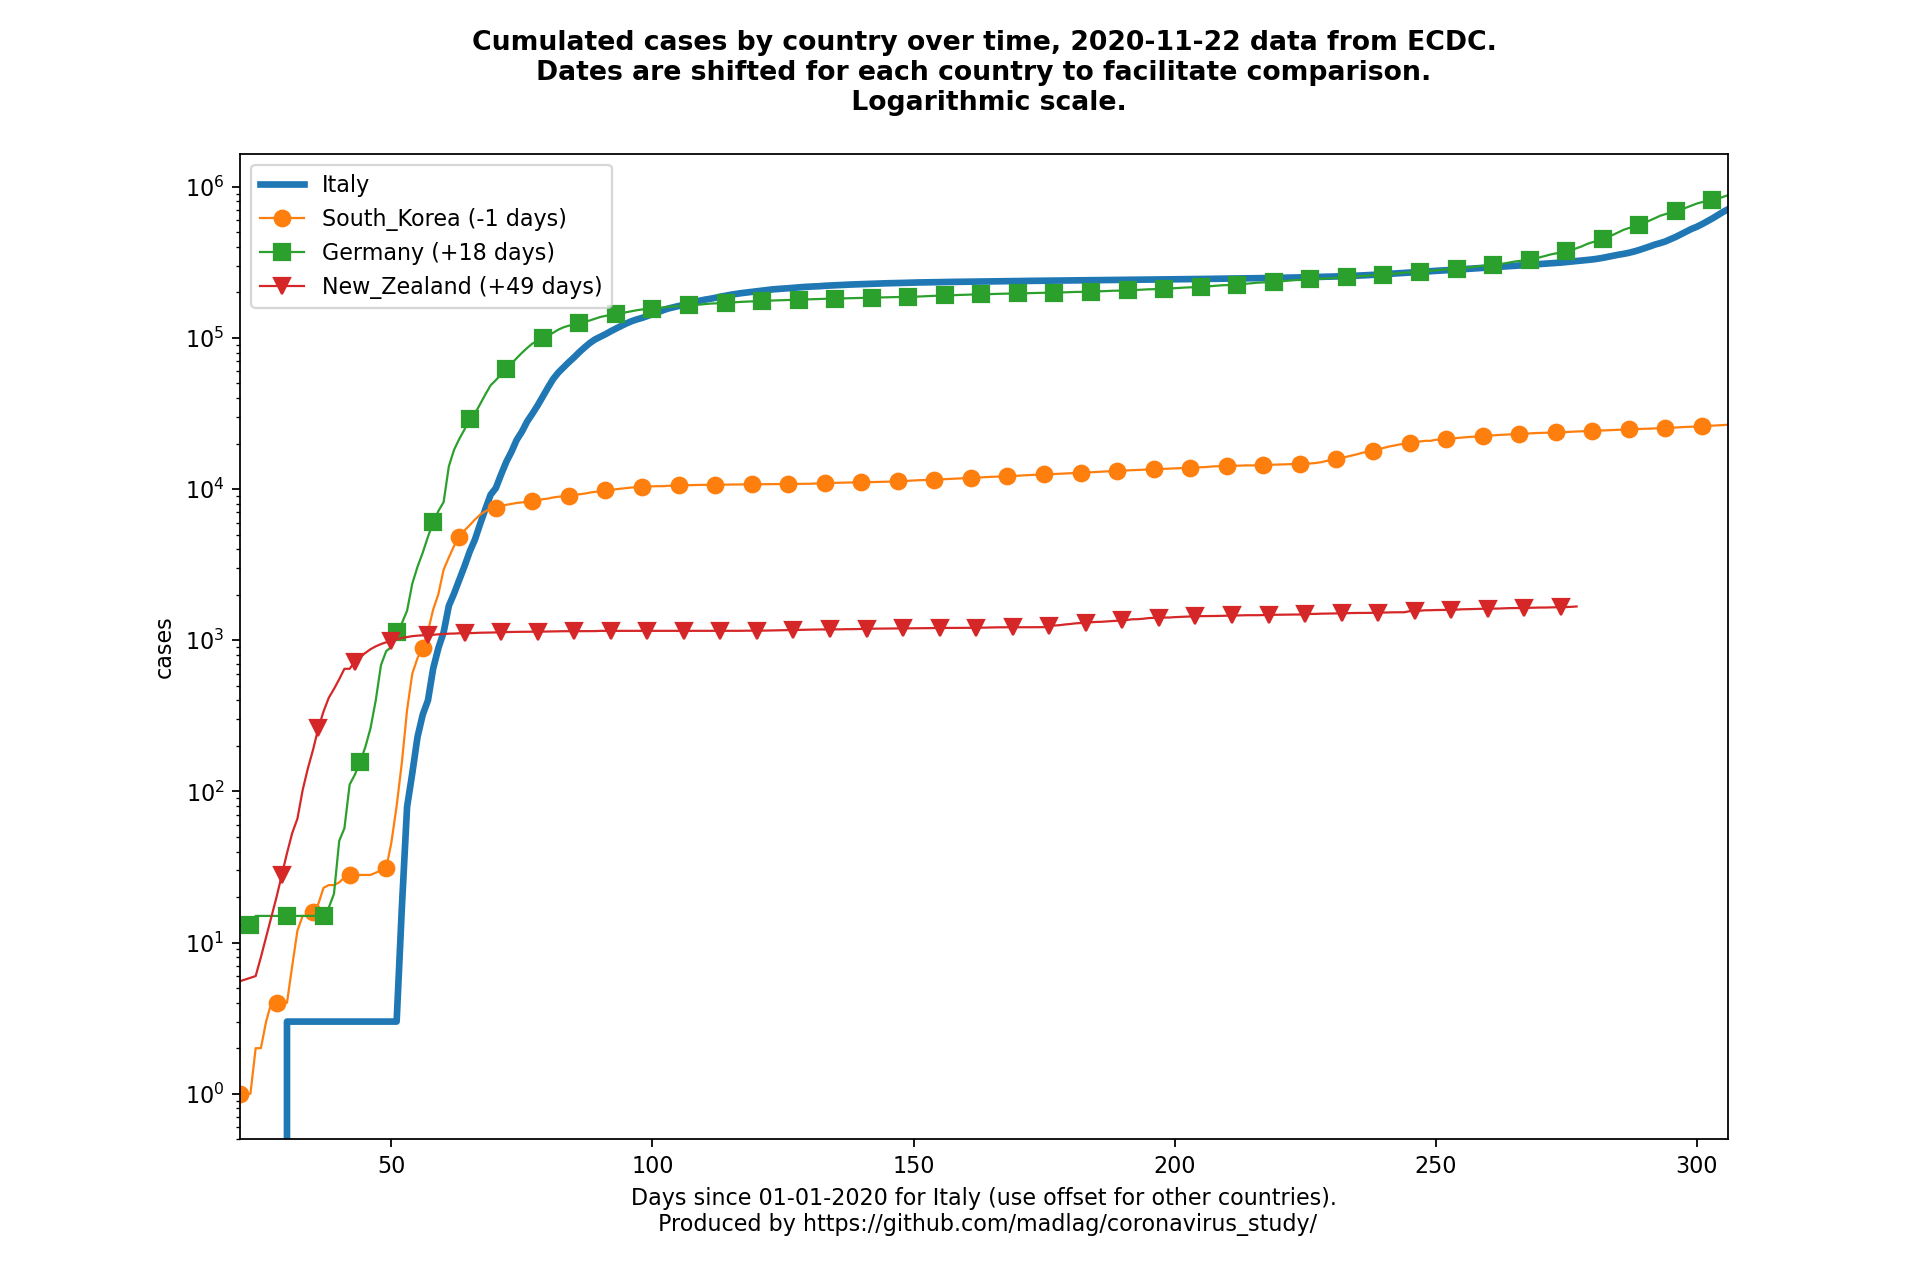 Cumulated cases by country over time, 2020-11-22 data from ECDC.
Dates are shifted for each country to facilitate comparison.
Logarithmic scale.
10^6
10^5
10^4
10^3
10^2
10^1
10^0
cases
Italy
South_Korea (-1 days)
Germany (+18 days)
New_Zealand (+49 days)
50 100 150 200 250 300
Days since 01-01-2020 for Italy (use offset for other countries).
Produced by https://github.com/madlag/coronavirus_study/